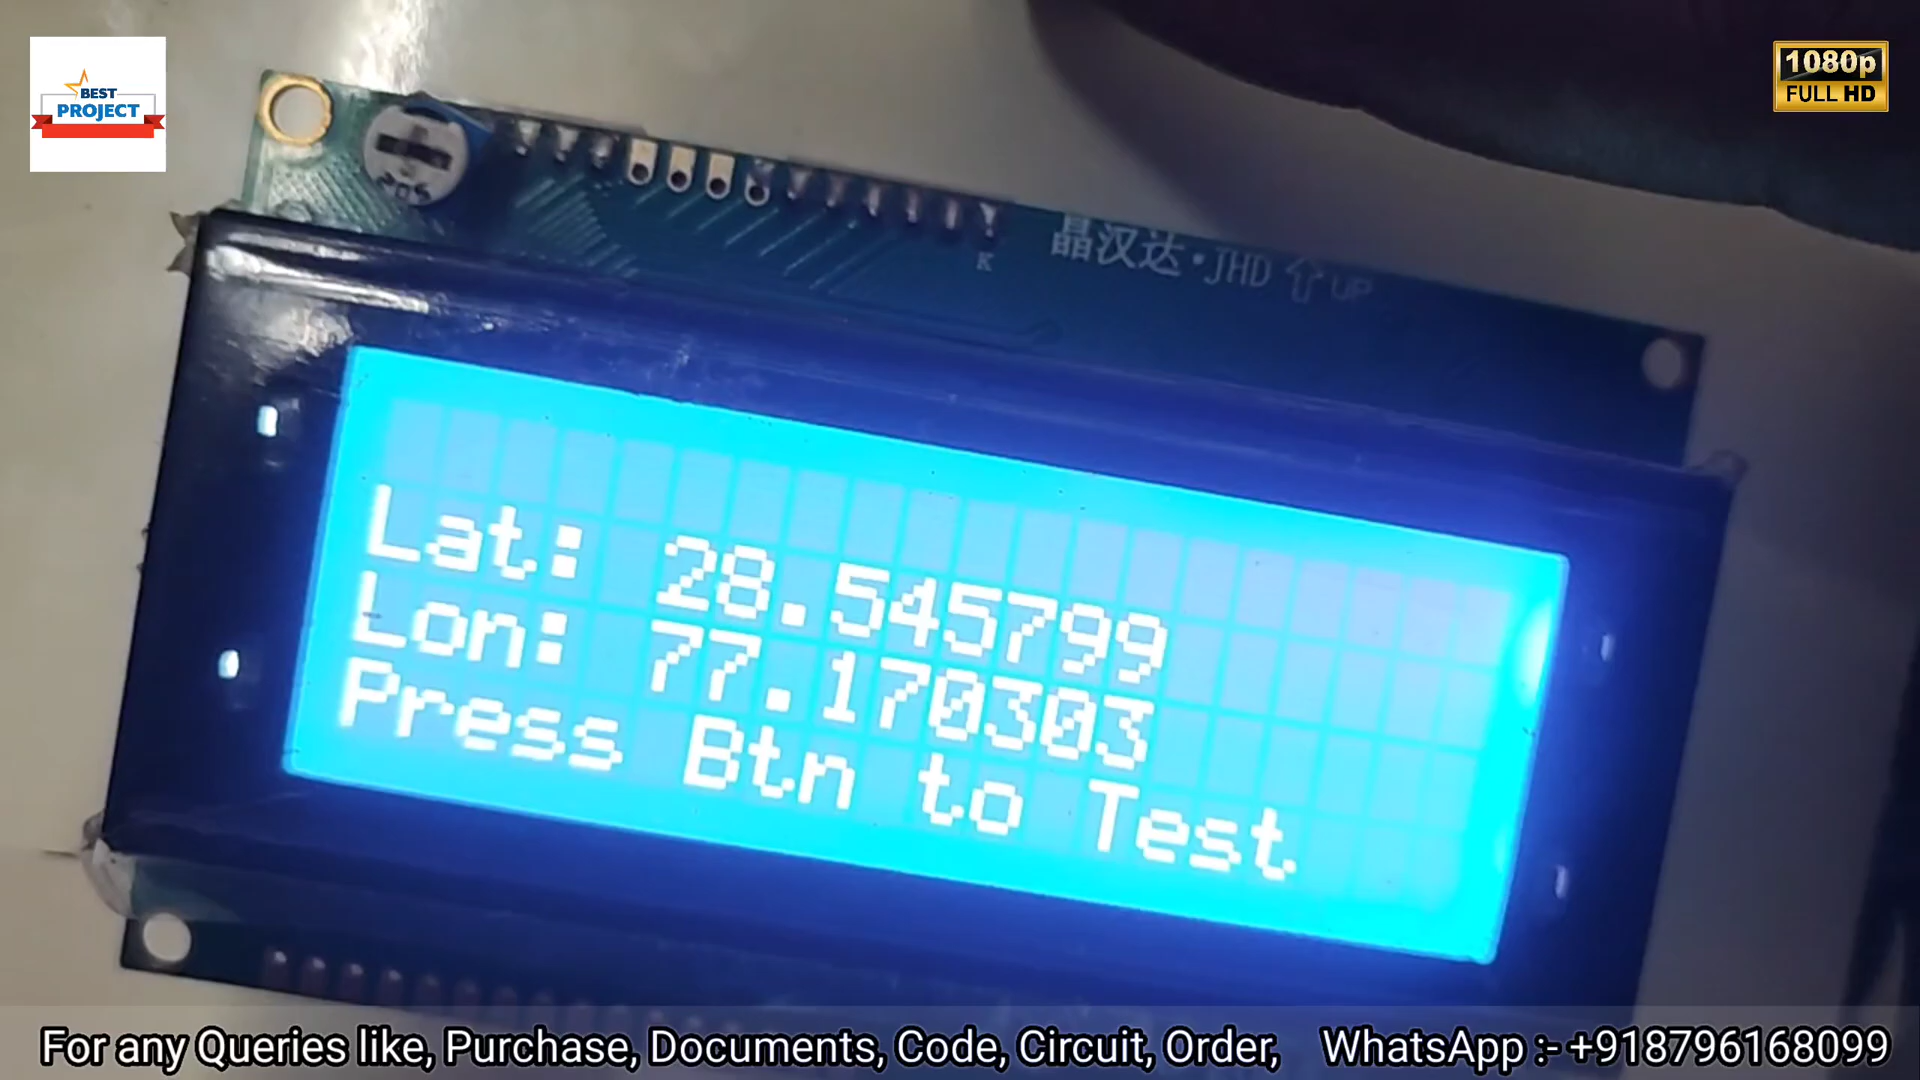 BEST
PROJECT
1080p
FULL HD
205
K
晶汉达·JHD UP
Lat: 28.545799
Lon: 77.170303
Press Btn to Test
For any Queries like, Purchase, Documents, Code, Circuit, Order, WhatsApp :- +918796168099